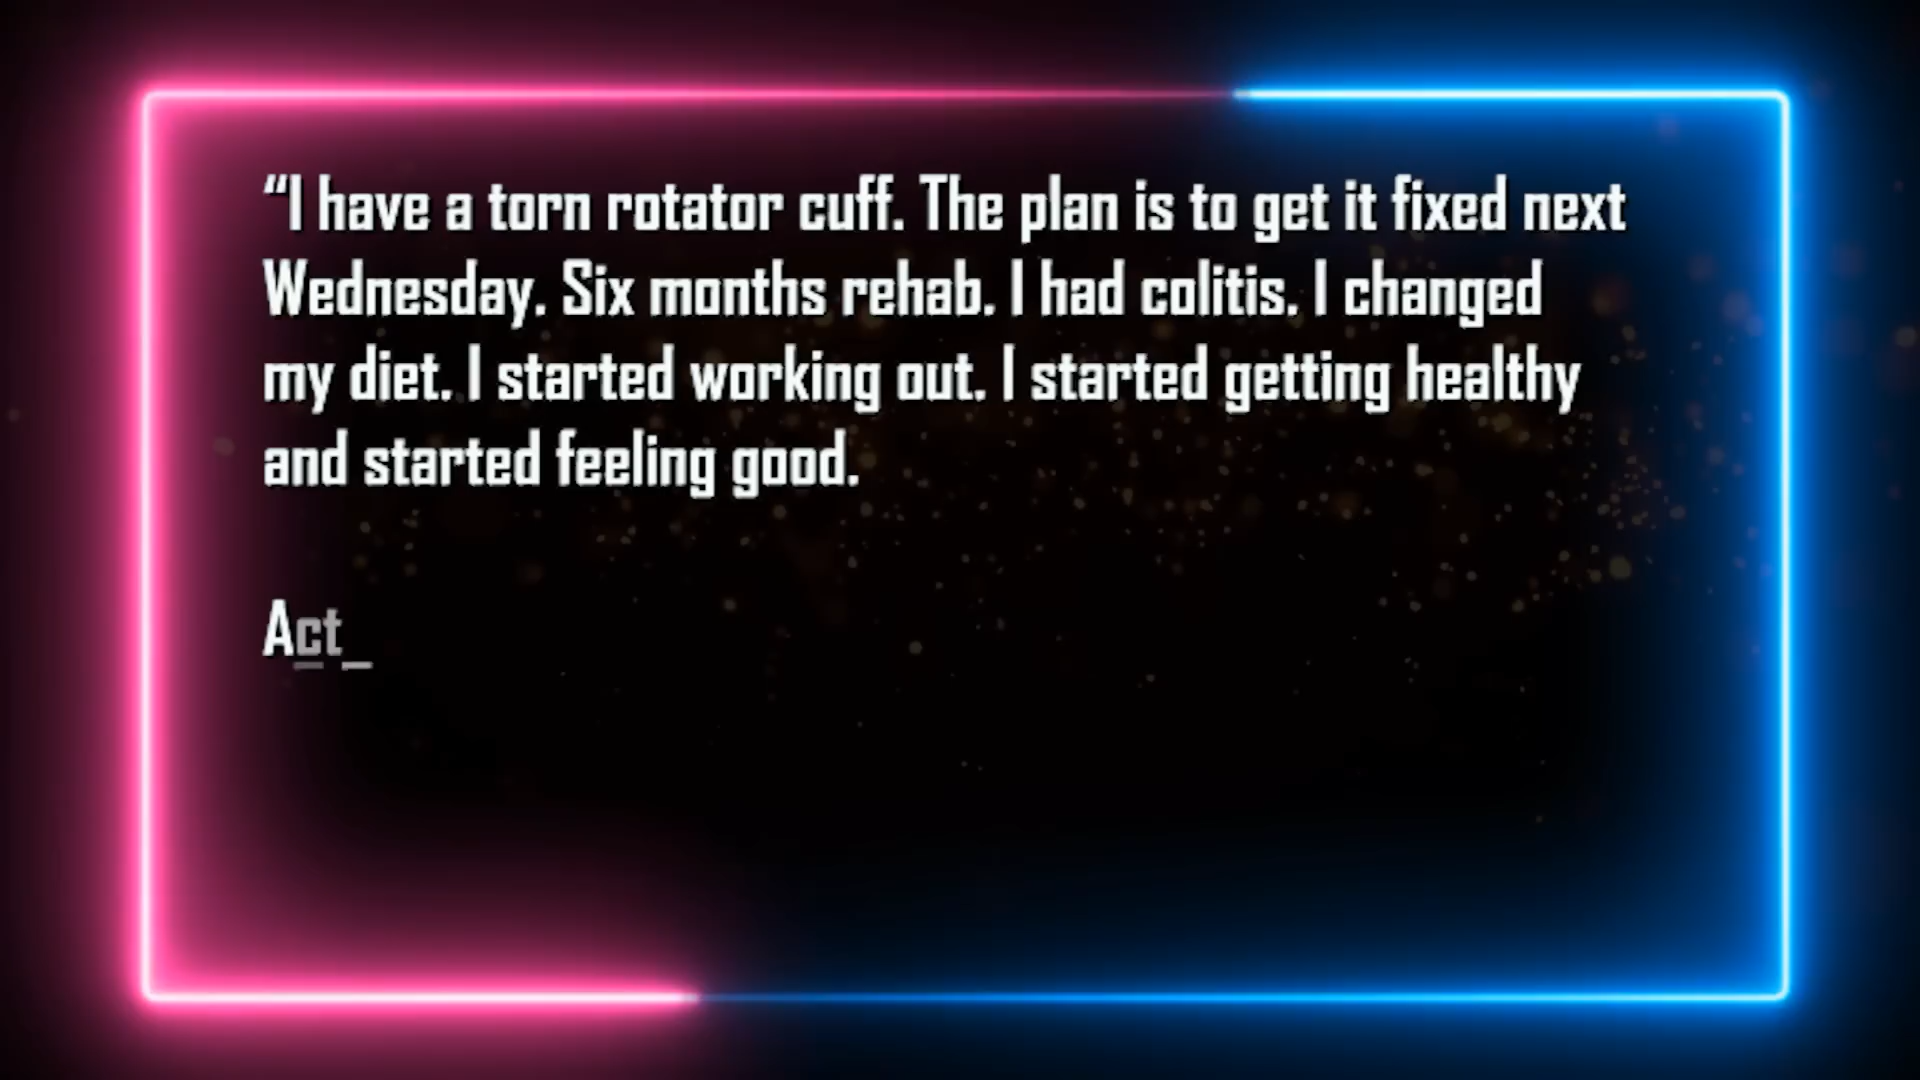 “I have a torn rotator cuff. The plan is to get it fixed next
Wednesday. Six months rehab. I had colitis. I changed
my diet. I started working out. I started getting healthy
and started feeling good.
Act_